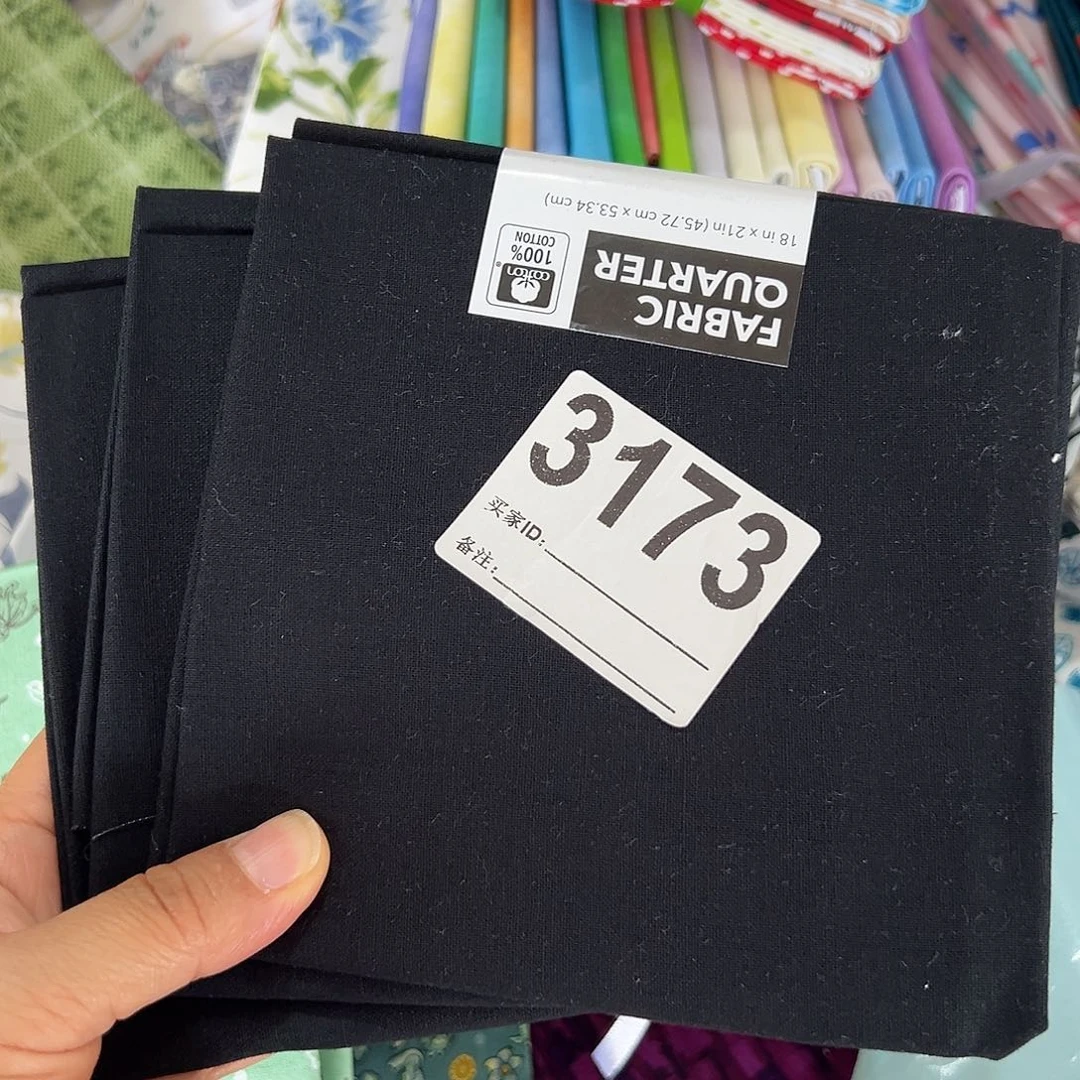 FABRIC
QUARTER
cotton®
100%
COTTON
18 in x 21in (45.72 cm x 53.34 cm)
3173
买家ID:
备注: